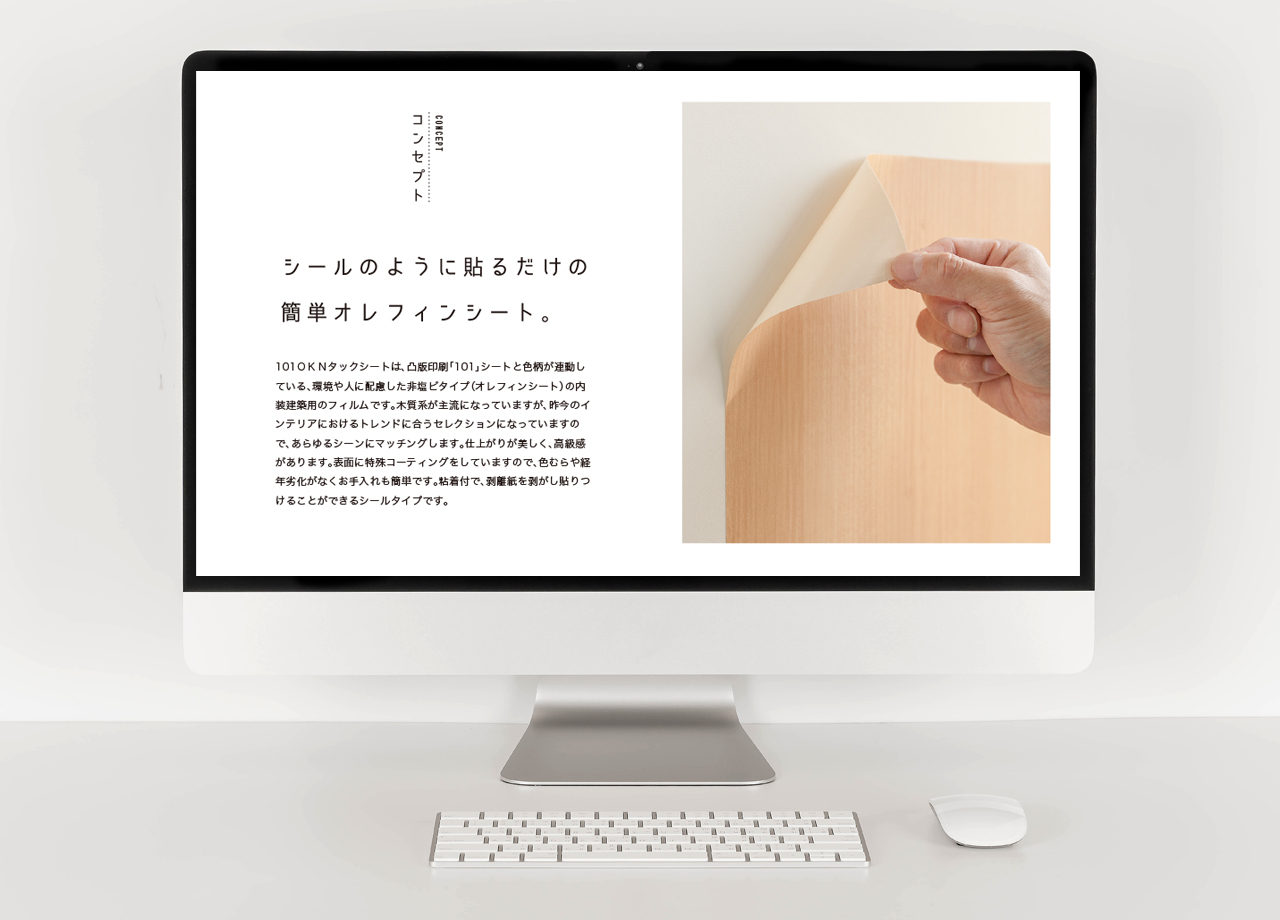 CONCEPT
コンセプト
シールのように貼るだけの
簡単オレフィンシート。
101OKNタックシートは、凸版印刷「101」シートと色柄が連動し
ている、環境や人に配慮した非塩ビタイプ（オレフィンシート）の内
装建築用のフィルムです。木質系が主流になっていますが、昨今のイ
ンテリアにおけるトレンドに合うセレクションになっていますの
で、あらゆるシーンにマッチングします。仕上がりが美しく、高級感
があります。表面に特殊コーティングをしていますので、色むらや経
年劣化がなくお手入れも簡単です。粘着付で、剥離紙を剥がし貼りつ
けることができるシールタイプです。